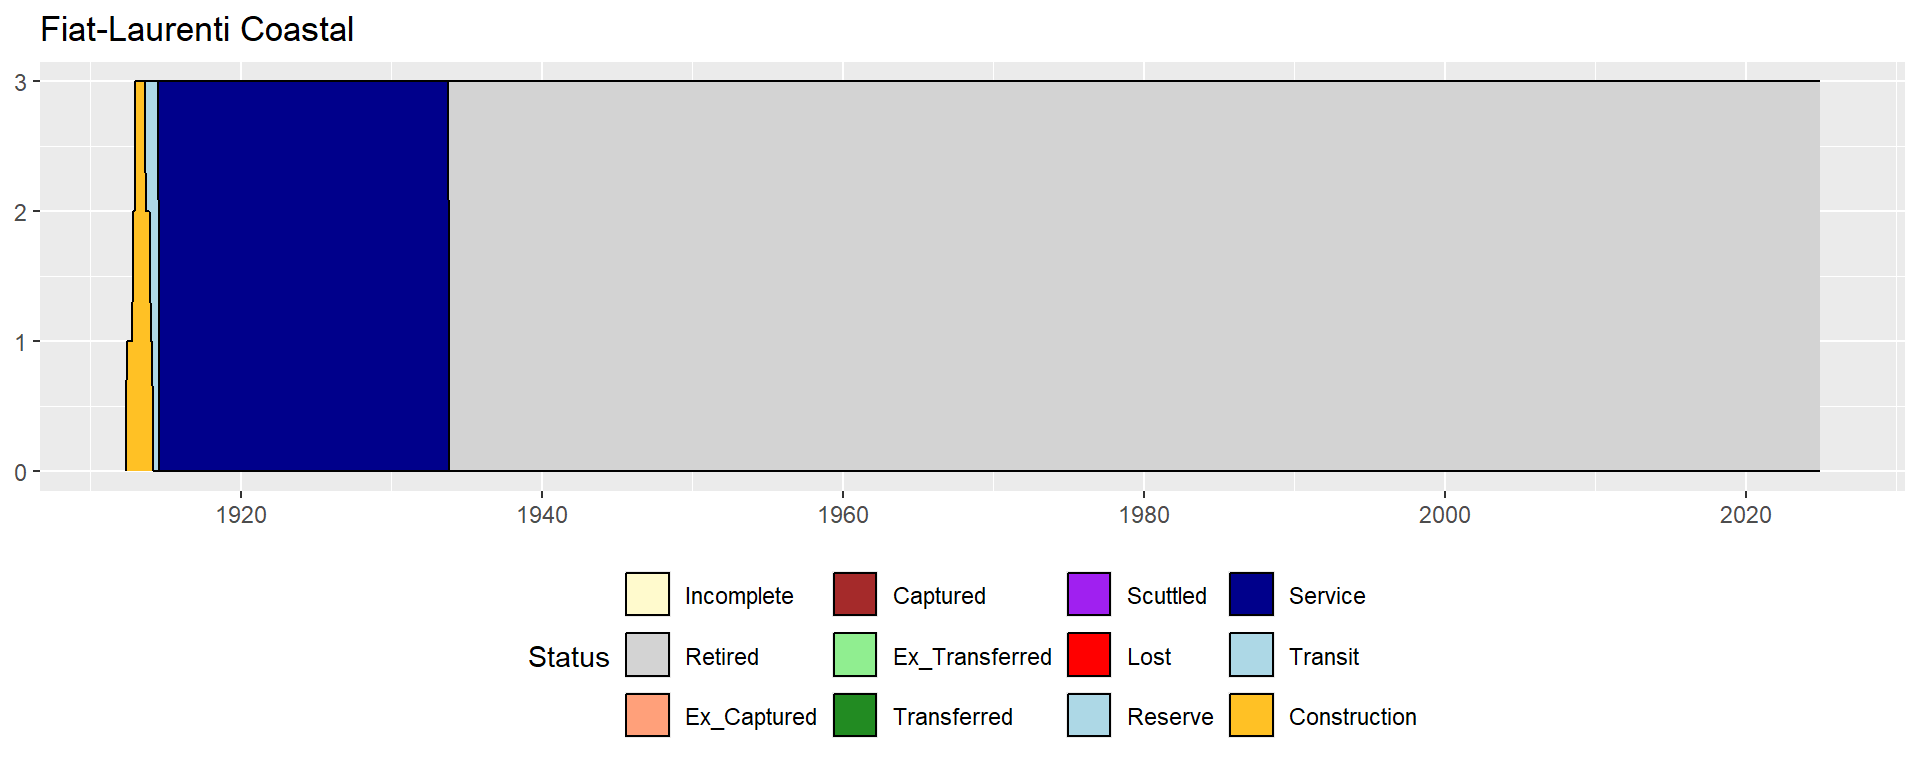 Fiat-Laurenti Coastal
3
2
1
0
1920 1940 1960 1980 2000 2020
Incomplete Captured Scuttled Service
Status Retired Ex_Transferred Lost Transit
Ex_Captured Transferred Reserve Construction